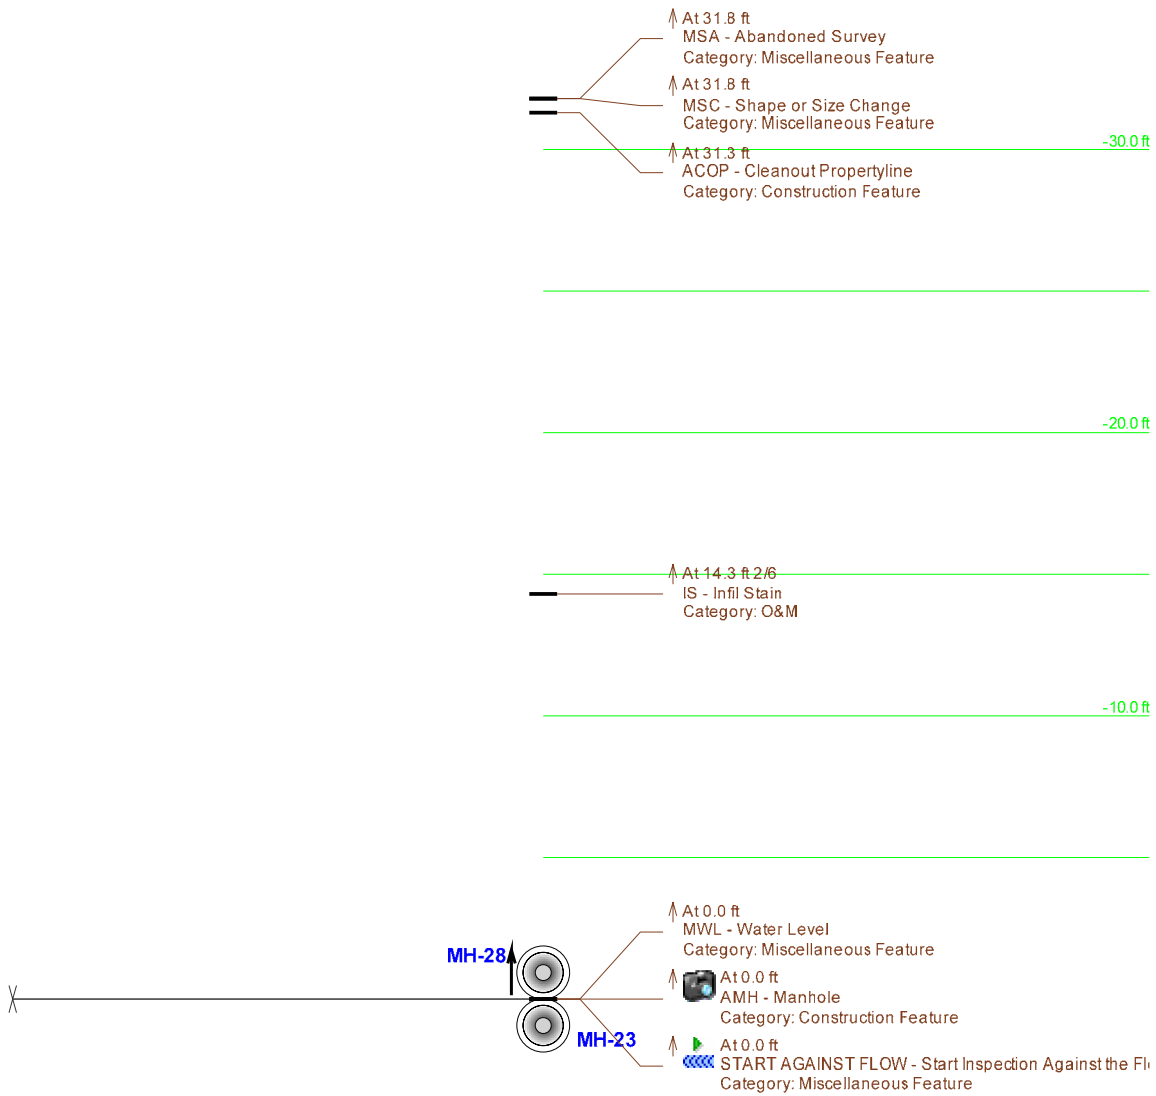 At 31.8 ft
MSA - Abandoned Survey
Category: Miscellaneous Feature
At 31.8 ft
MSC - Shape or Size Change
Category: Miscellaneous Feature
-30.0 ft
At 31.3 ft
ACOP - Cleanout Propertyline
Category: Construction Feature
-20.0 ft
At 14.3 ft 2/6
IS - Infil Stain
Category: O&M
-10.0 ft
At 0.0 ft
MWL - Water Level
Category: Miscellaneous Feature
MH-28
At 0.0 ft
AMH - Manhole
Category: Construction Feature
MH-23
At 0.0 ft
START AGAINST FLOW - Start Inspection Against the Fl
Category: Miscellaneous Feature